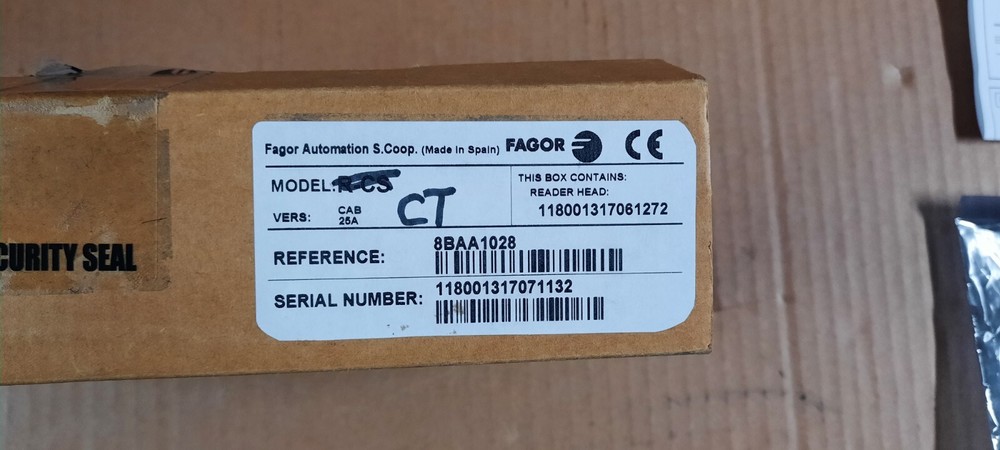 Fagor Automation S.Coop. (Made in Spain) FAGOR CE
MODEL: R-CS
CT
VERS: CAB
25A
THIS BOX CONTAINS:
READER HEAD:
118001317061272
REFERENCE: 8BAA1028
SERIAL NUMBER: 118001317071132
CURITY SEAL